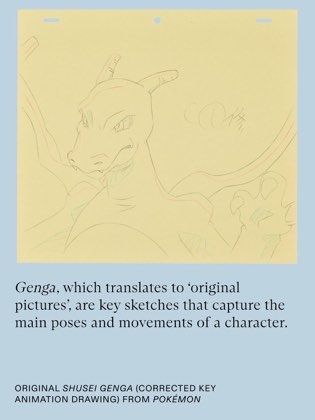 Genga, which translates to ‘original
pictures’, are key sketches that capture the
main poses and movements of a character.
ORIGINAL SHUSEI GENGA (CORRECTED KEY
ANIMATION DRAWING) FROM POKÉMON